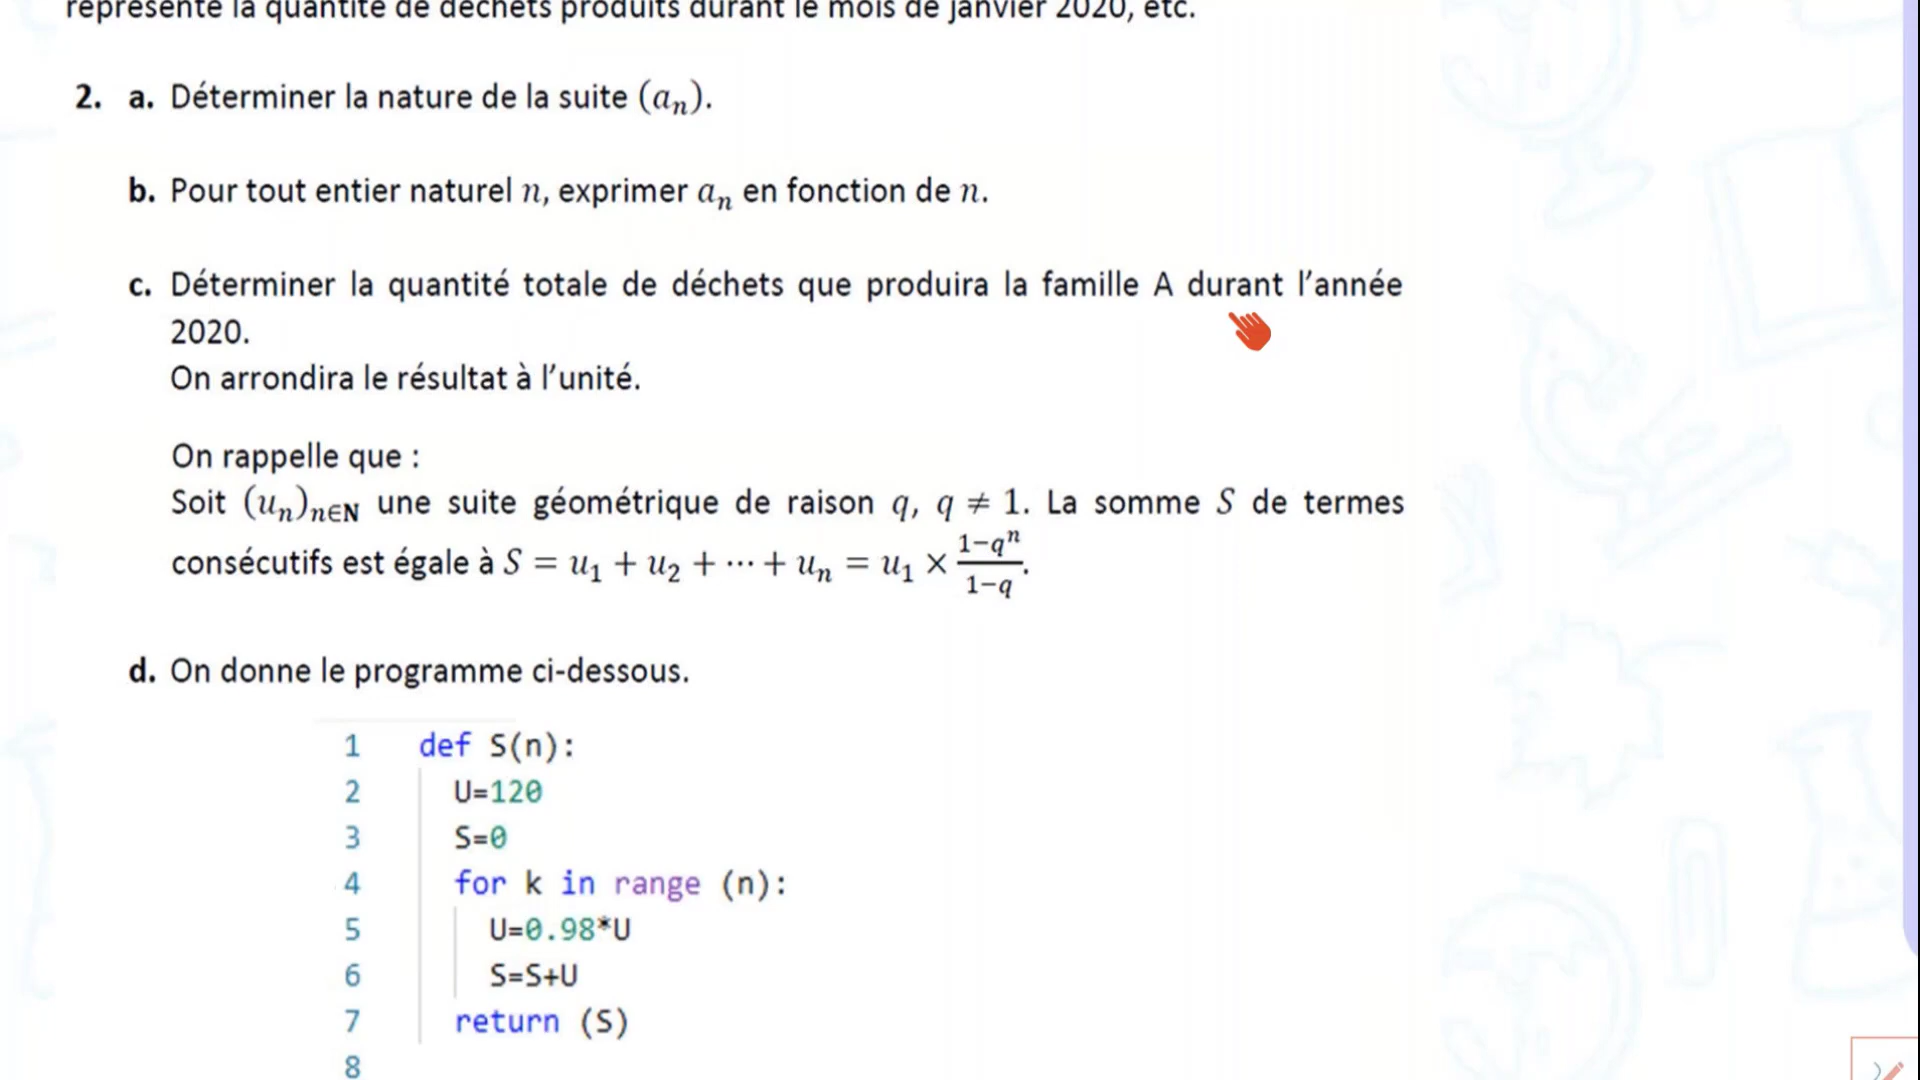 représente la quantité de déchets produits durant le mois de janvier 2020, etc.
2. a. Déterminer la nature de la suite (aₙ).
b. Pour tout entier naturel n, exprimer aₙ en fonction de n.
c. Déterminer la quantité totale de déchets que produira la famille A durant l’année
2020.
On arrondira le résultat à l’unité.
On rappelle que :
Soit (uₙ)n∈N une suite géométrique de raison q, q ≠ 1. La somme S de termes
consécutifs est égale à S = u₁ + u₂ + ⋯ + uₙ = u₁ × (1−qⁿ)/(1−q).
d. On donne le programme ci-dessous.
1 def S(n):
2 U=120
3 S=0
4 for k in range (n):
5 U=0.98*U
6 S=S+U
7 return (S)
8